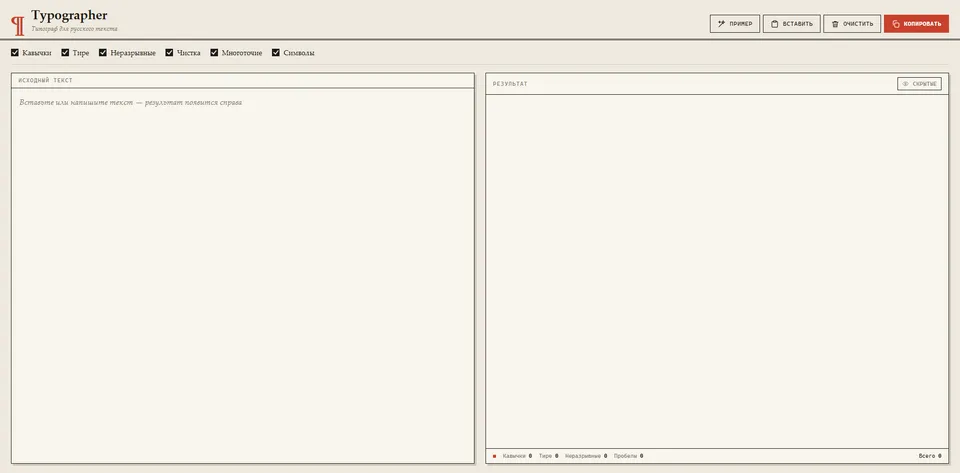 ¶ Typographer
Типограф для русского текста
ПРИМЕР ВСТАВИТЬ ОЧИСТИТЬ КОПИРОВАТЬ
Кавычки Тире Неразрывные Чистка Многоточие Символы
ИСХОДНЫЙ ТЕКСТ
Вставьте или напишите текст — результат появится справа
РЕЗУЛЬТАТ СКРЫТЫЕ
Кавычки 0 Тире 0 Неразрывные 0 Пробелы 0 Всего 0